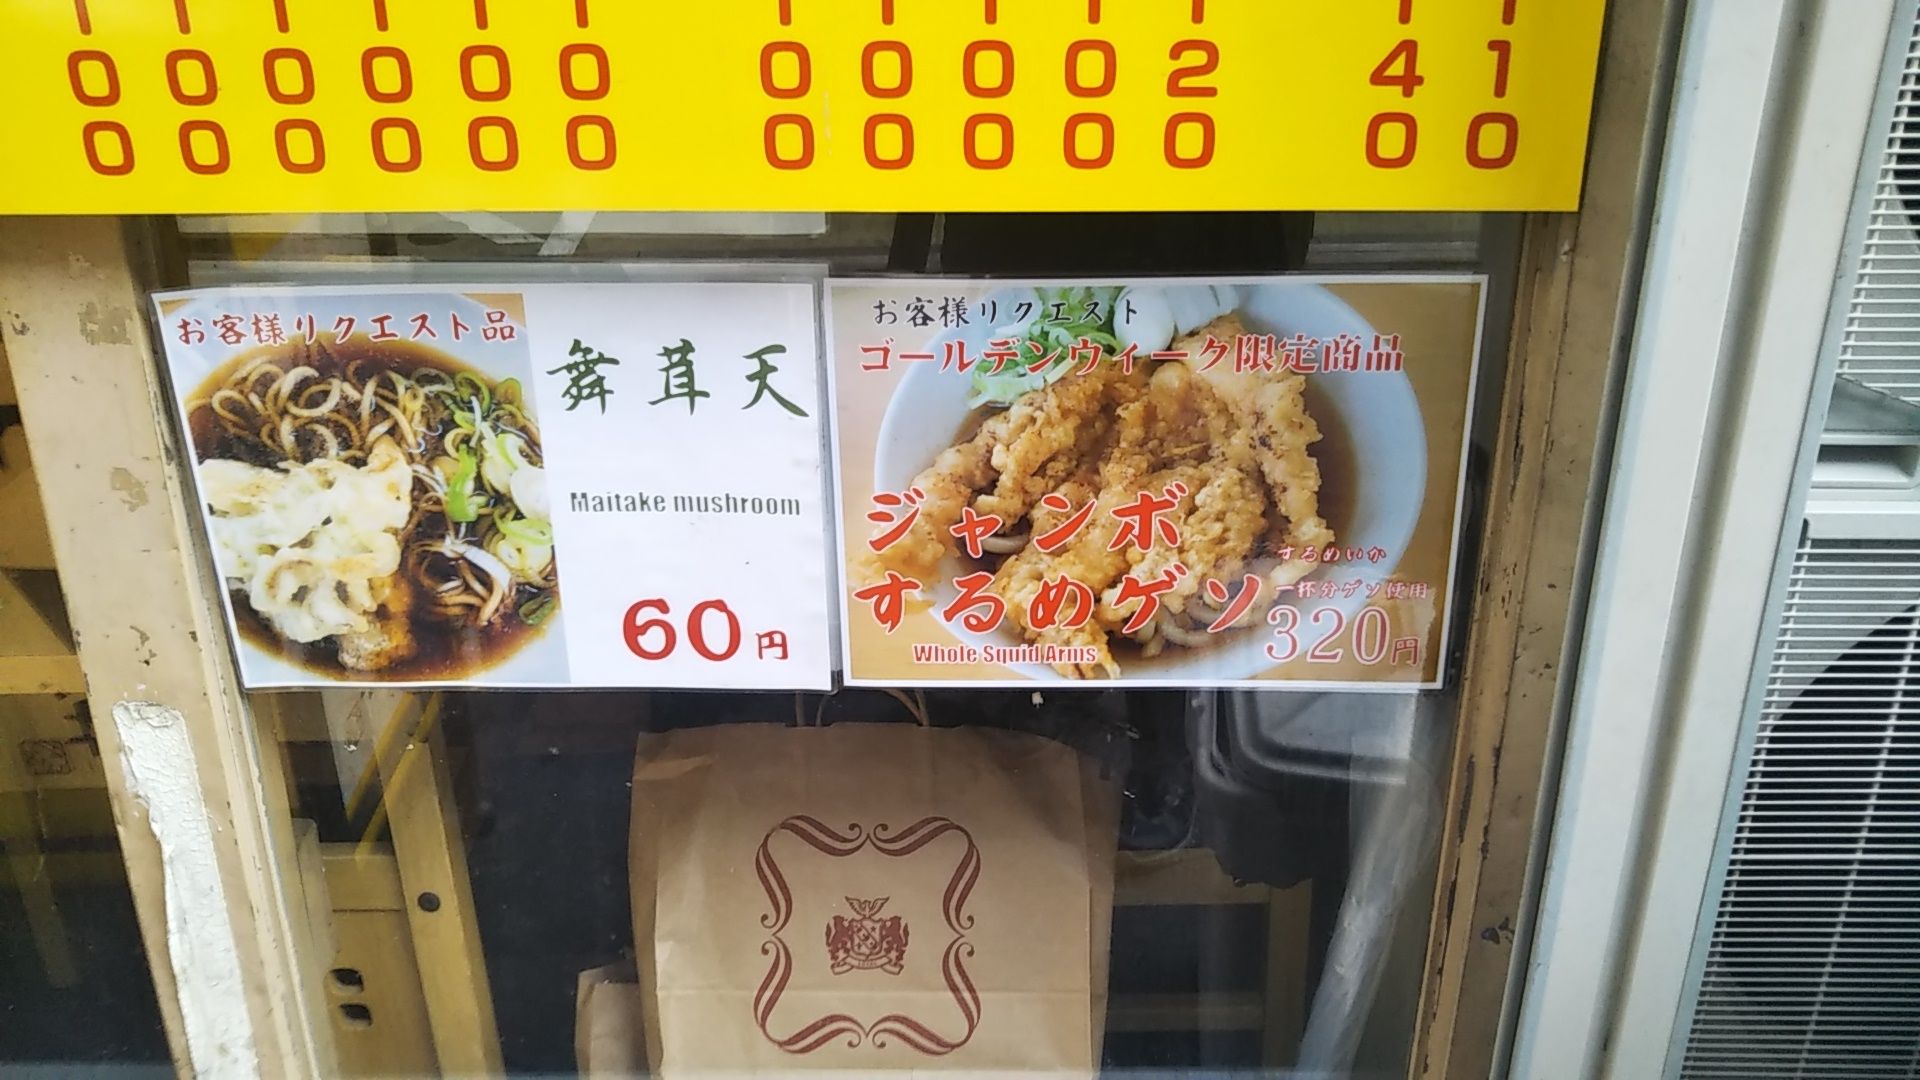 000000 00002 41
000000 00000 00
お客様リクエスト品
舞茸天
Maitake mushroom
60円
お客様リクエスト
ゴールデンウィーク限定商品
ジャンボ
するめゲソ
するめいか
一杯分ゲソ使用
Whole Squid Arms
320円